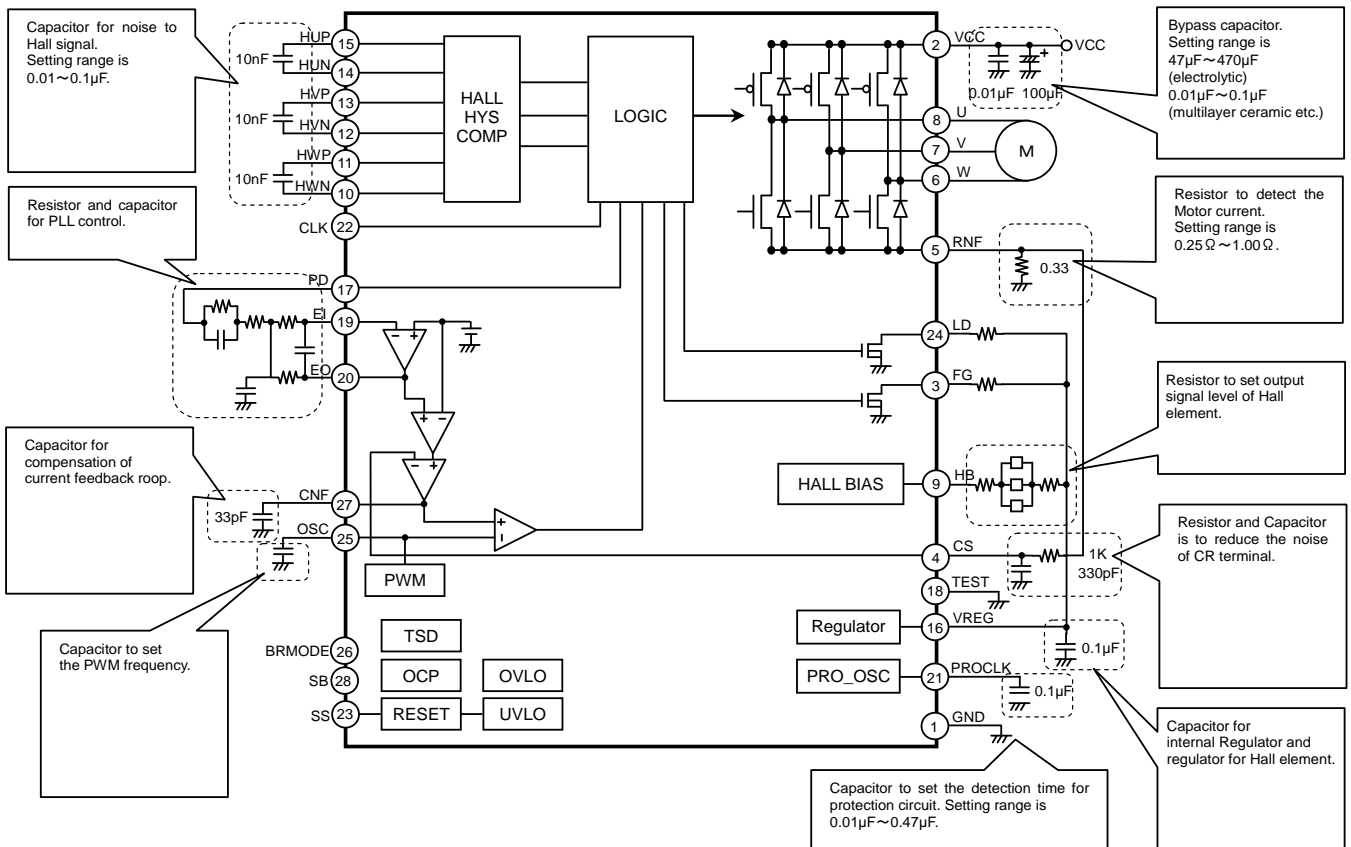 Capacitor for noise to
Hall signal.
Setting range is
0.01～0.1µF.
Resistor and capacitor
for PLL control.
Capacitor for
compensation of
current feedback roop.
Capacitor to set
the PWM frequency.
10nF
10nF
10nF
33pF
HUP
15
HUN
14
HVP
13
HVN
12
HWP
11
HWN
10
CLK
22
PD
17
EI
19
EO
20
CNF
27
OSC
25
BRMODE
26
SB
28
SS
23
HALL
HYS
COMP
LOGIC
PWM
TSD
OCP
OVLO
RESET
UVLO
HALL BIAS
Regulator
PRO_OSC
2
VCC
VCC
0.01µF
100µF
+
8
U
7
V
6
W
M
5
RNF
0.33
24
LD
3
FG
9
HB
4
CS
1K
330pF
18
TEST
16
VREG
0.1µF
21
PROCLK
0.1µF
1
GND
Bypass capacitor.
Setting range is
47µF～470µF
(electrolytic)
0.01µF～0.1µF
(multilayer ceramic etc.)
Resistor to detect the
Motor current.
Setting range is
0.25Ω～1.00Ω.
Resistor to set output
signal level of Hall
element.
Resistor and Capacitor
is to reduce the noise
of CR terminal.
Capacitor for
internal Regulator and
regulator for Hall element.
Capacitor to set the detection time for
protection circuit. Setting range is
0.01µF～0.47µF.